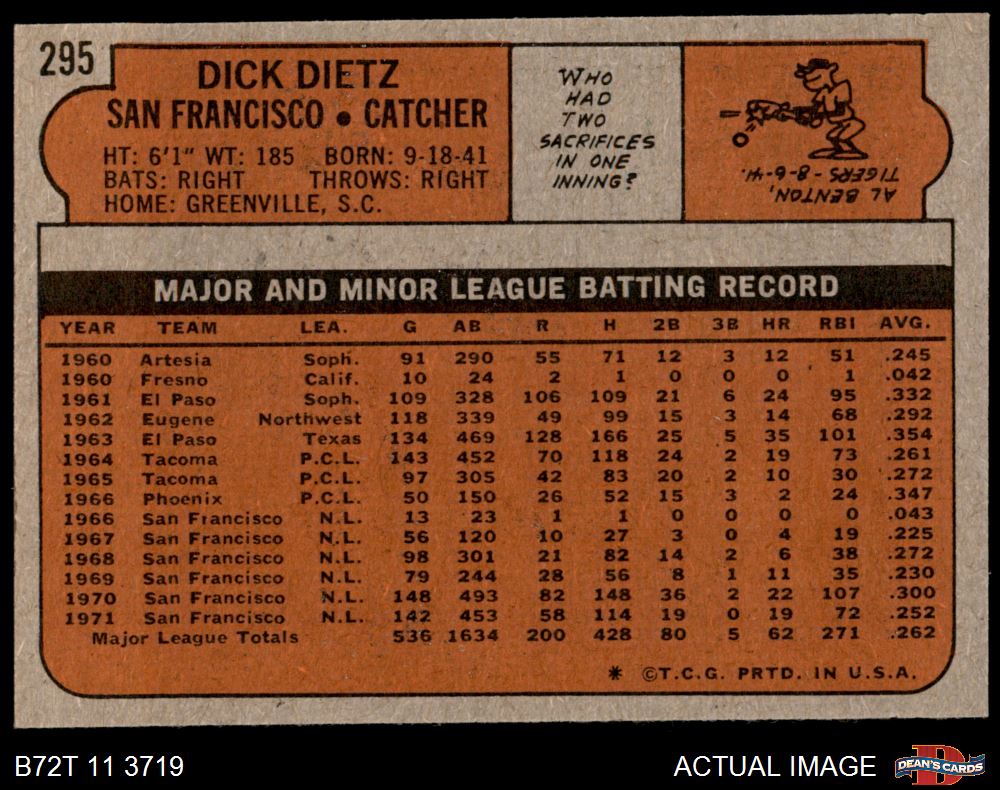 295
DICK DIETZ
SAN FRANCISCO • CATCHER
HT: 6'1" WT: 185 BORN: 9-18-41
BATS: RIGHT THROWS: RIGHT
HOME: GREENVILLE, S.C.
WHO
HAD
TWO
SACRIFICES
IN ONE
INNING?
AL BENTON,
TIGERS - 8-6-41.
MAJOR AND MINOR LEAGUE BATTING RECORD
YEAR TEAM LEA. G AB R H 2B 3B HR RBI AVG.
1960 Artesia Soph. 91 290 55 71 12 3 12 51 .245
1960 Fresno Calif. 10 24 2 1 0 0 0 1 .042
1961 El Paso Soph. 109 328 106 109 21 6 24 95 .332
1962 Eugene Northwest 118 339 49 99 15 3 14 68 .292
1963 El Paso Texas 134 469 128 166 25 5 35 101 .354
1964 Tacoma P.C.L. 143 452 70 118 24 2 19 73 .261
1965 Tacoma P.C.L. 97 305 42 83 20 2 10 30 .272
1966 Phoenix P.C.L. 50 150 26 52 15 3 2 24 .347
1966 San Francisco N.L. 13 23 1 1 0 0 0 0 .043
1967 San Francisco N.L. 56 120 10 27 3 0 4 19 .225
1968 San Francisco N.L. 98 301 21 82 14 2 6 38 .272
1969 San Francisco N.L. 79 244 28 56 8 1 11 35 .230
1970 San Francisco N.L. 148 493 82 148 36 2 22 107 .300
1971 San Francisco N.L. 142 453 58 114 19 0 19 72 .252
Major League Totals 536 1634 200 428 80 5 62 271 .262
* ©T.C.G. PRTD. IN U.S.A.
B72T 11 3719
ACTUAL IMAGE
DEAN'S CARDS